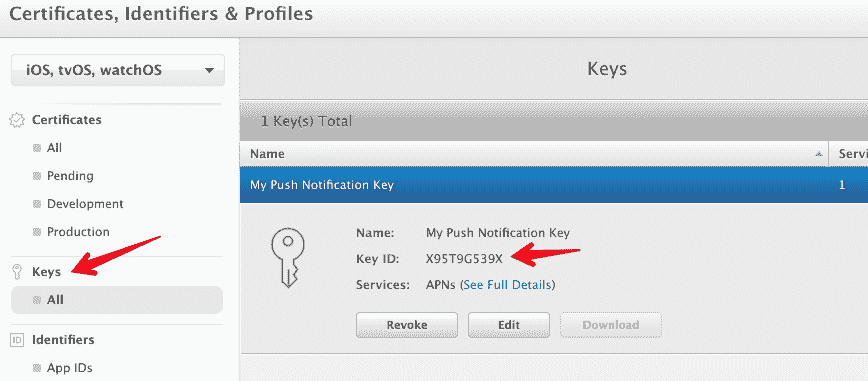 Certificates, Identifiers & Profiles
iOS, tvOS, watchOS
Certificates
All
Pending
Development
Production
Keys
All
ID Identifiers
App IDs
Keys
1 Key(s) Total
Name Servi
My Push Notification Key 1
Name: My Push Notification Key
Key ID: X95T9G539X
Services: APNs (See Full Details)
Revoke Edit Download